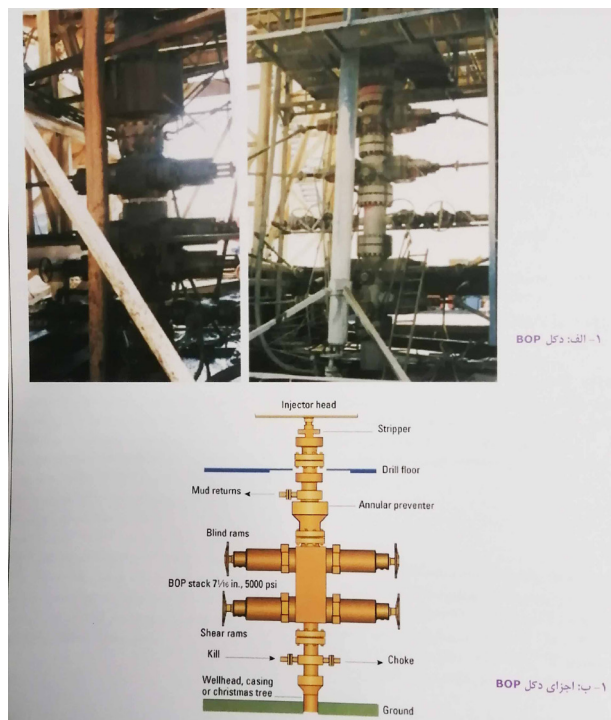 ۱- الف: دکل BOP
Injector head
Stripper
Drill floor
Mud returns
Annular preventer
Blind rams
BOP stack 7 1/16 in., 5000 psi
Shear rams
Kill
Choke
Wellhead, casing
or christmas tree
Ground
۱- ب: اجزای دکل BOP